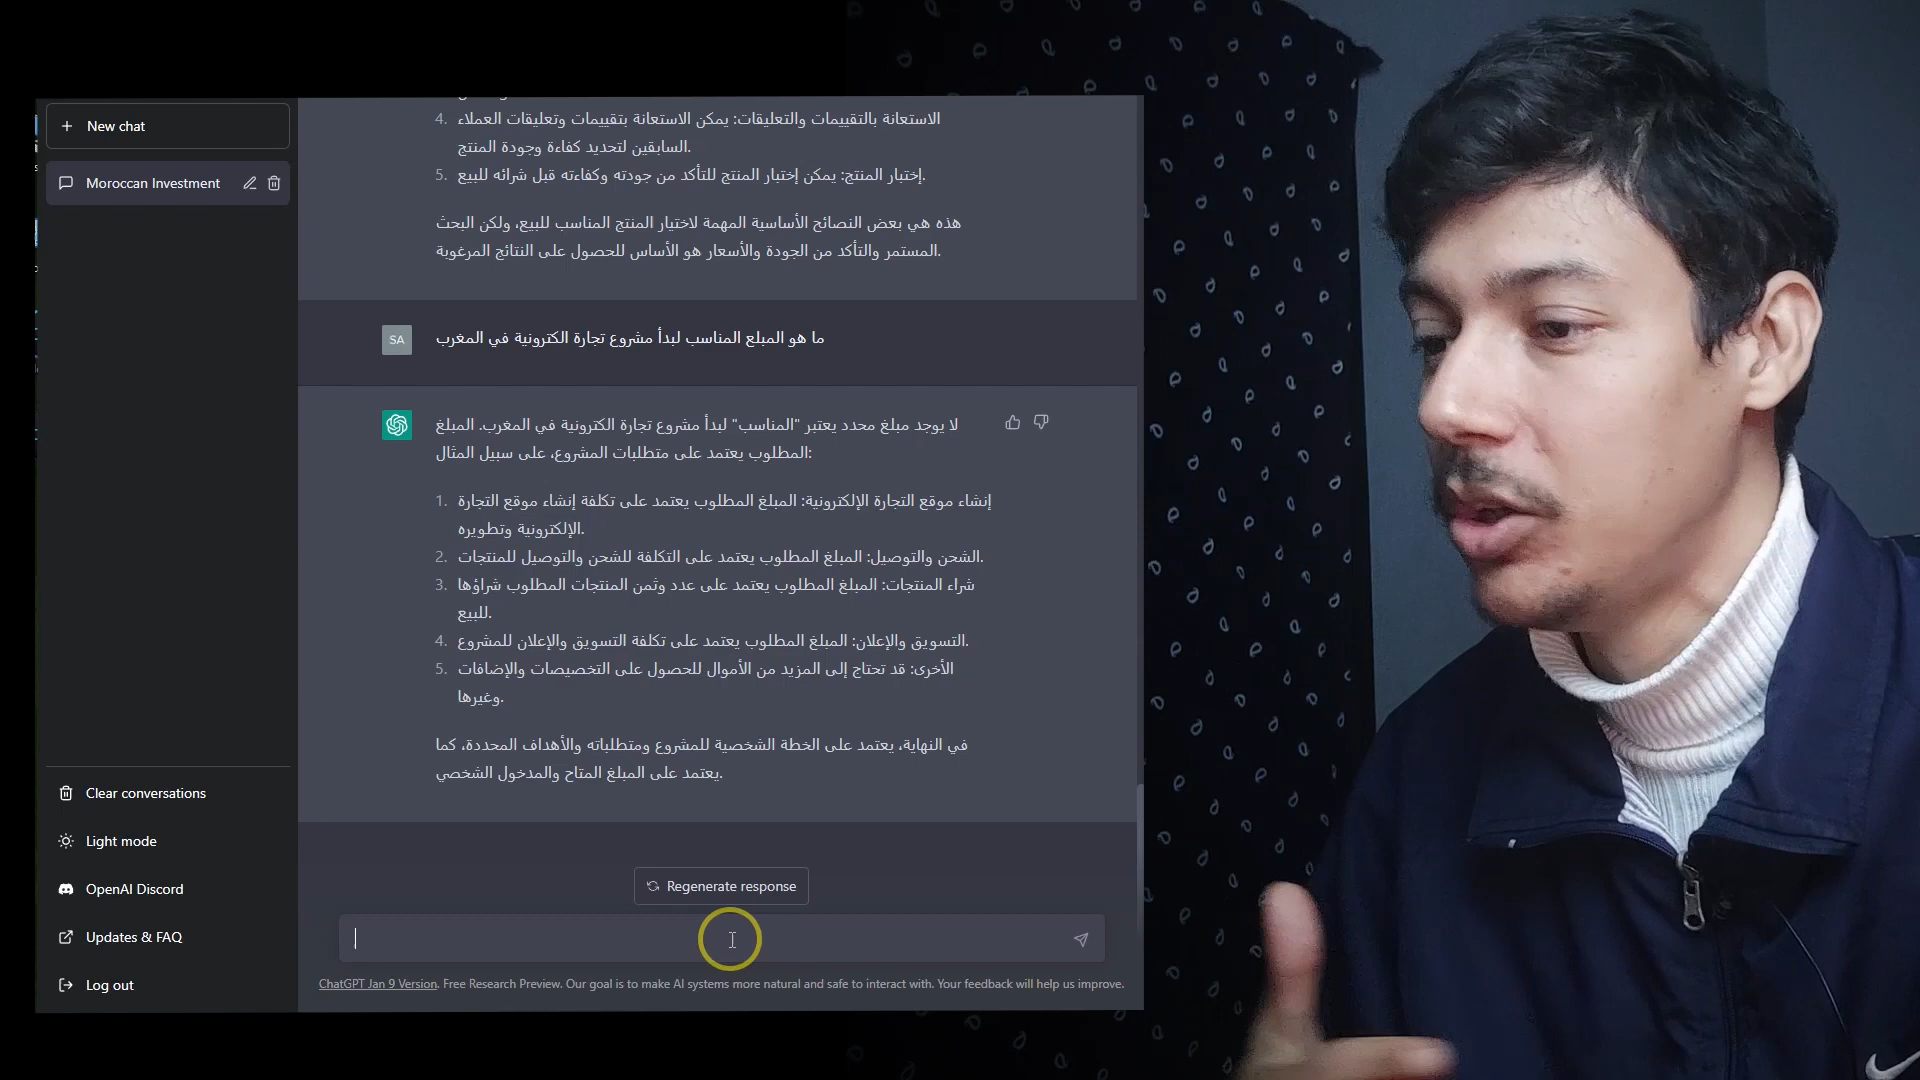 New chat
Moroccan Investment
Clear conversations
Light mode
OpenAI Discord
Updates & FAQ
Log out
4. الاستعانة بالتقييمات والتعليقات: يمكن الاستعانة بتقييمات وتعليقات العملاء
السابقين لتحديد كفاءة وجودة المنتج.
5. إختبار المنتج: يمكن إختبار المنتج للتأكد من جودته وكفاءته قبل شرائه للبيع.
هذه هي بعض النصائح الأساسية المهمة لاختيار المنتج المناسب للبيع، ولكن البحث
المستمر والتأكد من الجودة والأسعار هو الأساس للحصول على النتائج المرغوبة.
SA
ما هو المبلع المناسب لبدأ مشروع تجارة الكترونية في المغرب
لا يوجد مبلغ محدد يعتبر "المناسب" لبدأ مشروع تجارة الكترونية في المغرب. المبلغ
المطلوب يعتمد على متطلبات المشروع، على سبيل المثال:
1. إنشاء موقع التجارة الإلكترونية: المبلغ المطلوب يعتمد على تكلفة إنشاء موقع التجارة
الإلكترونية وتطويره.
2. الشحن والتوصيل: المبلغ المطلوب يعتمد على التكلفة للشحن والتوصيل للمنتجات.
3. شراء المنتجات: المبلغ المطلوب يعتمد على عدد وثمن المنتجات المطلوب شراؤها
للبيع.
4. التسويق والإعلان: المبلغ المطلوب يعتمد على تكلفة التسويق والإعلان للمشروع.
5. الأخرى: قد تحتاج إلى المزيد من الأموال للحصول على التخصيصات والإضافات
وغيرها.
في النهاية، يعتمد على الخطة الشخصية للمشروع ومتطلباته والأهداف المحددة، كما
يعتمد على المبلغ المتاح والمدخول الشخصي.
Regenerate response
ChatGPT Jan 9 Version. Free Research Preview. Our goal is to make AI systems more natural and safe to interact with. Your feedback will help us improve.